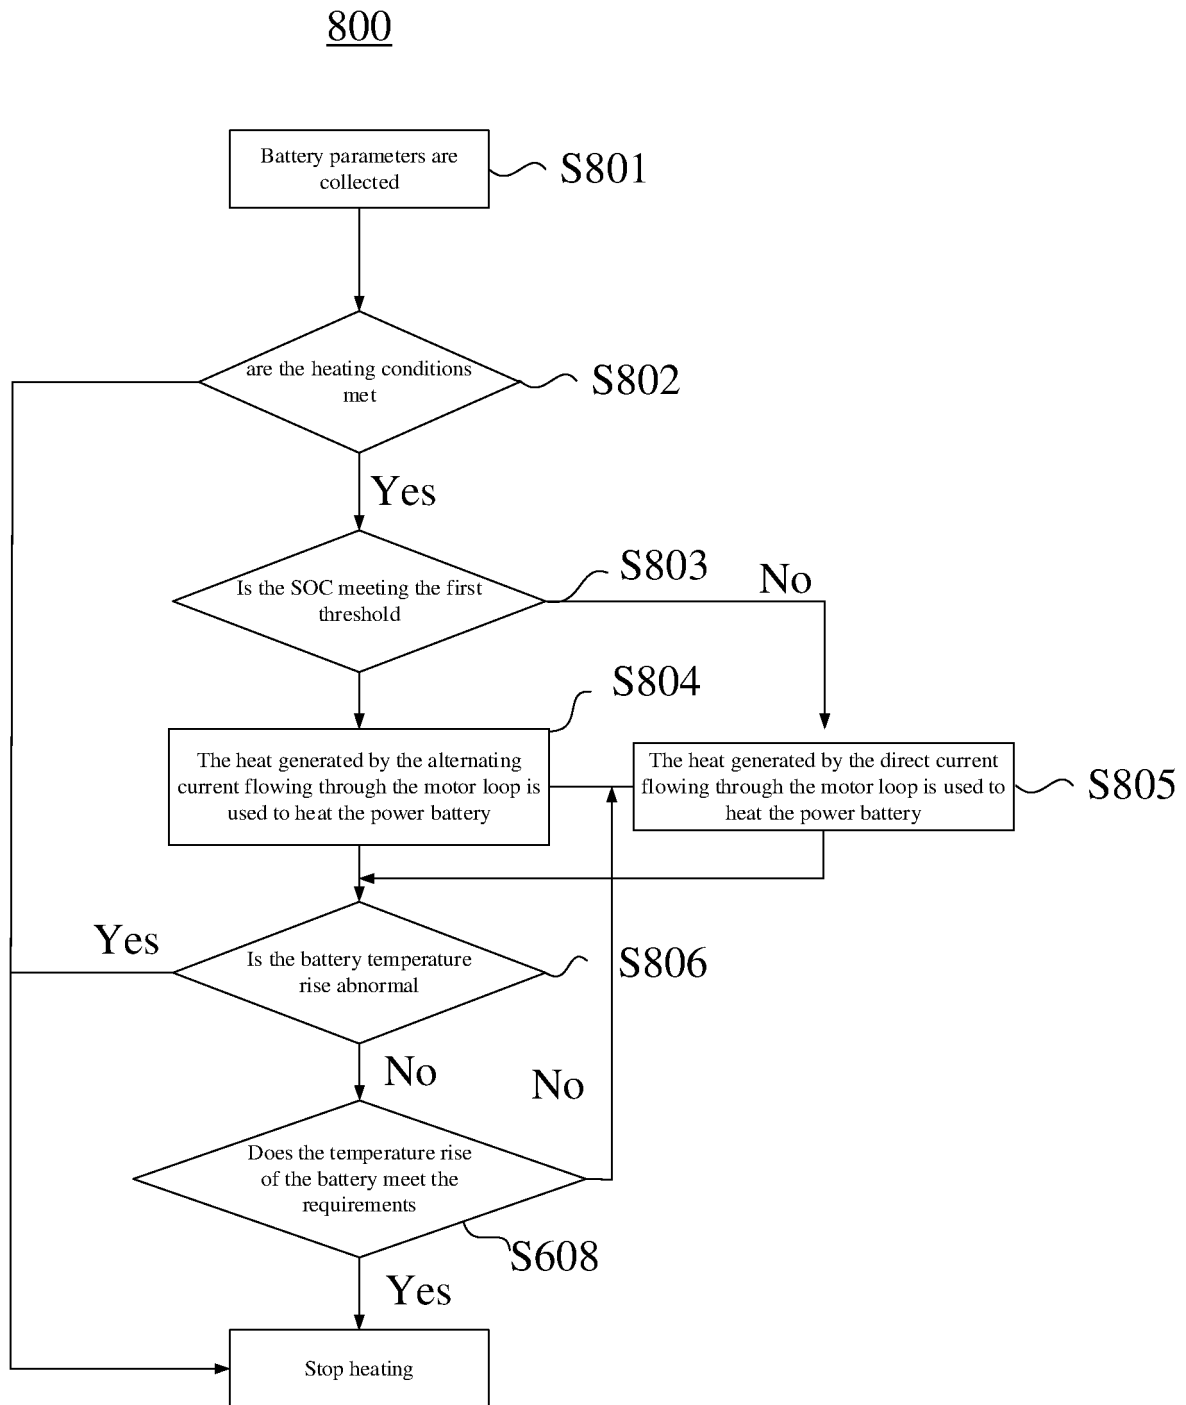 800
Battery parameters are
collected
S801
are the heating conditions
met
S802
Yes
Is the SOC meeting the first
threshold
S803
No
S804
The heat generated by the alternating
current flowing through the motor loop is
used to heat the power battery
The heat generated by the direct current
flowing through the motor loop is used to
heat the power battery
S805
Yes
Is the battery temperature
rise abnormal
S806
No
No
Does the temperature rise
of the battery meet the
requirements
S608
Yes
Stop heating